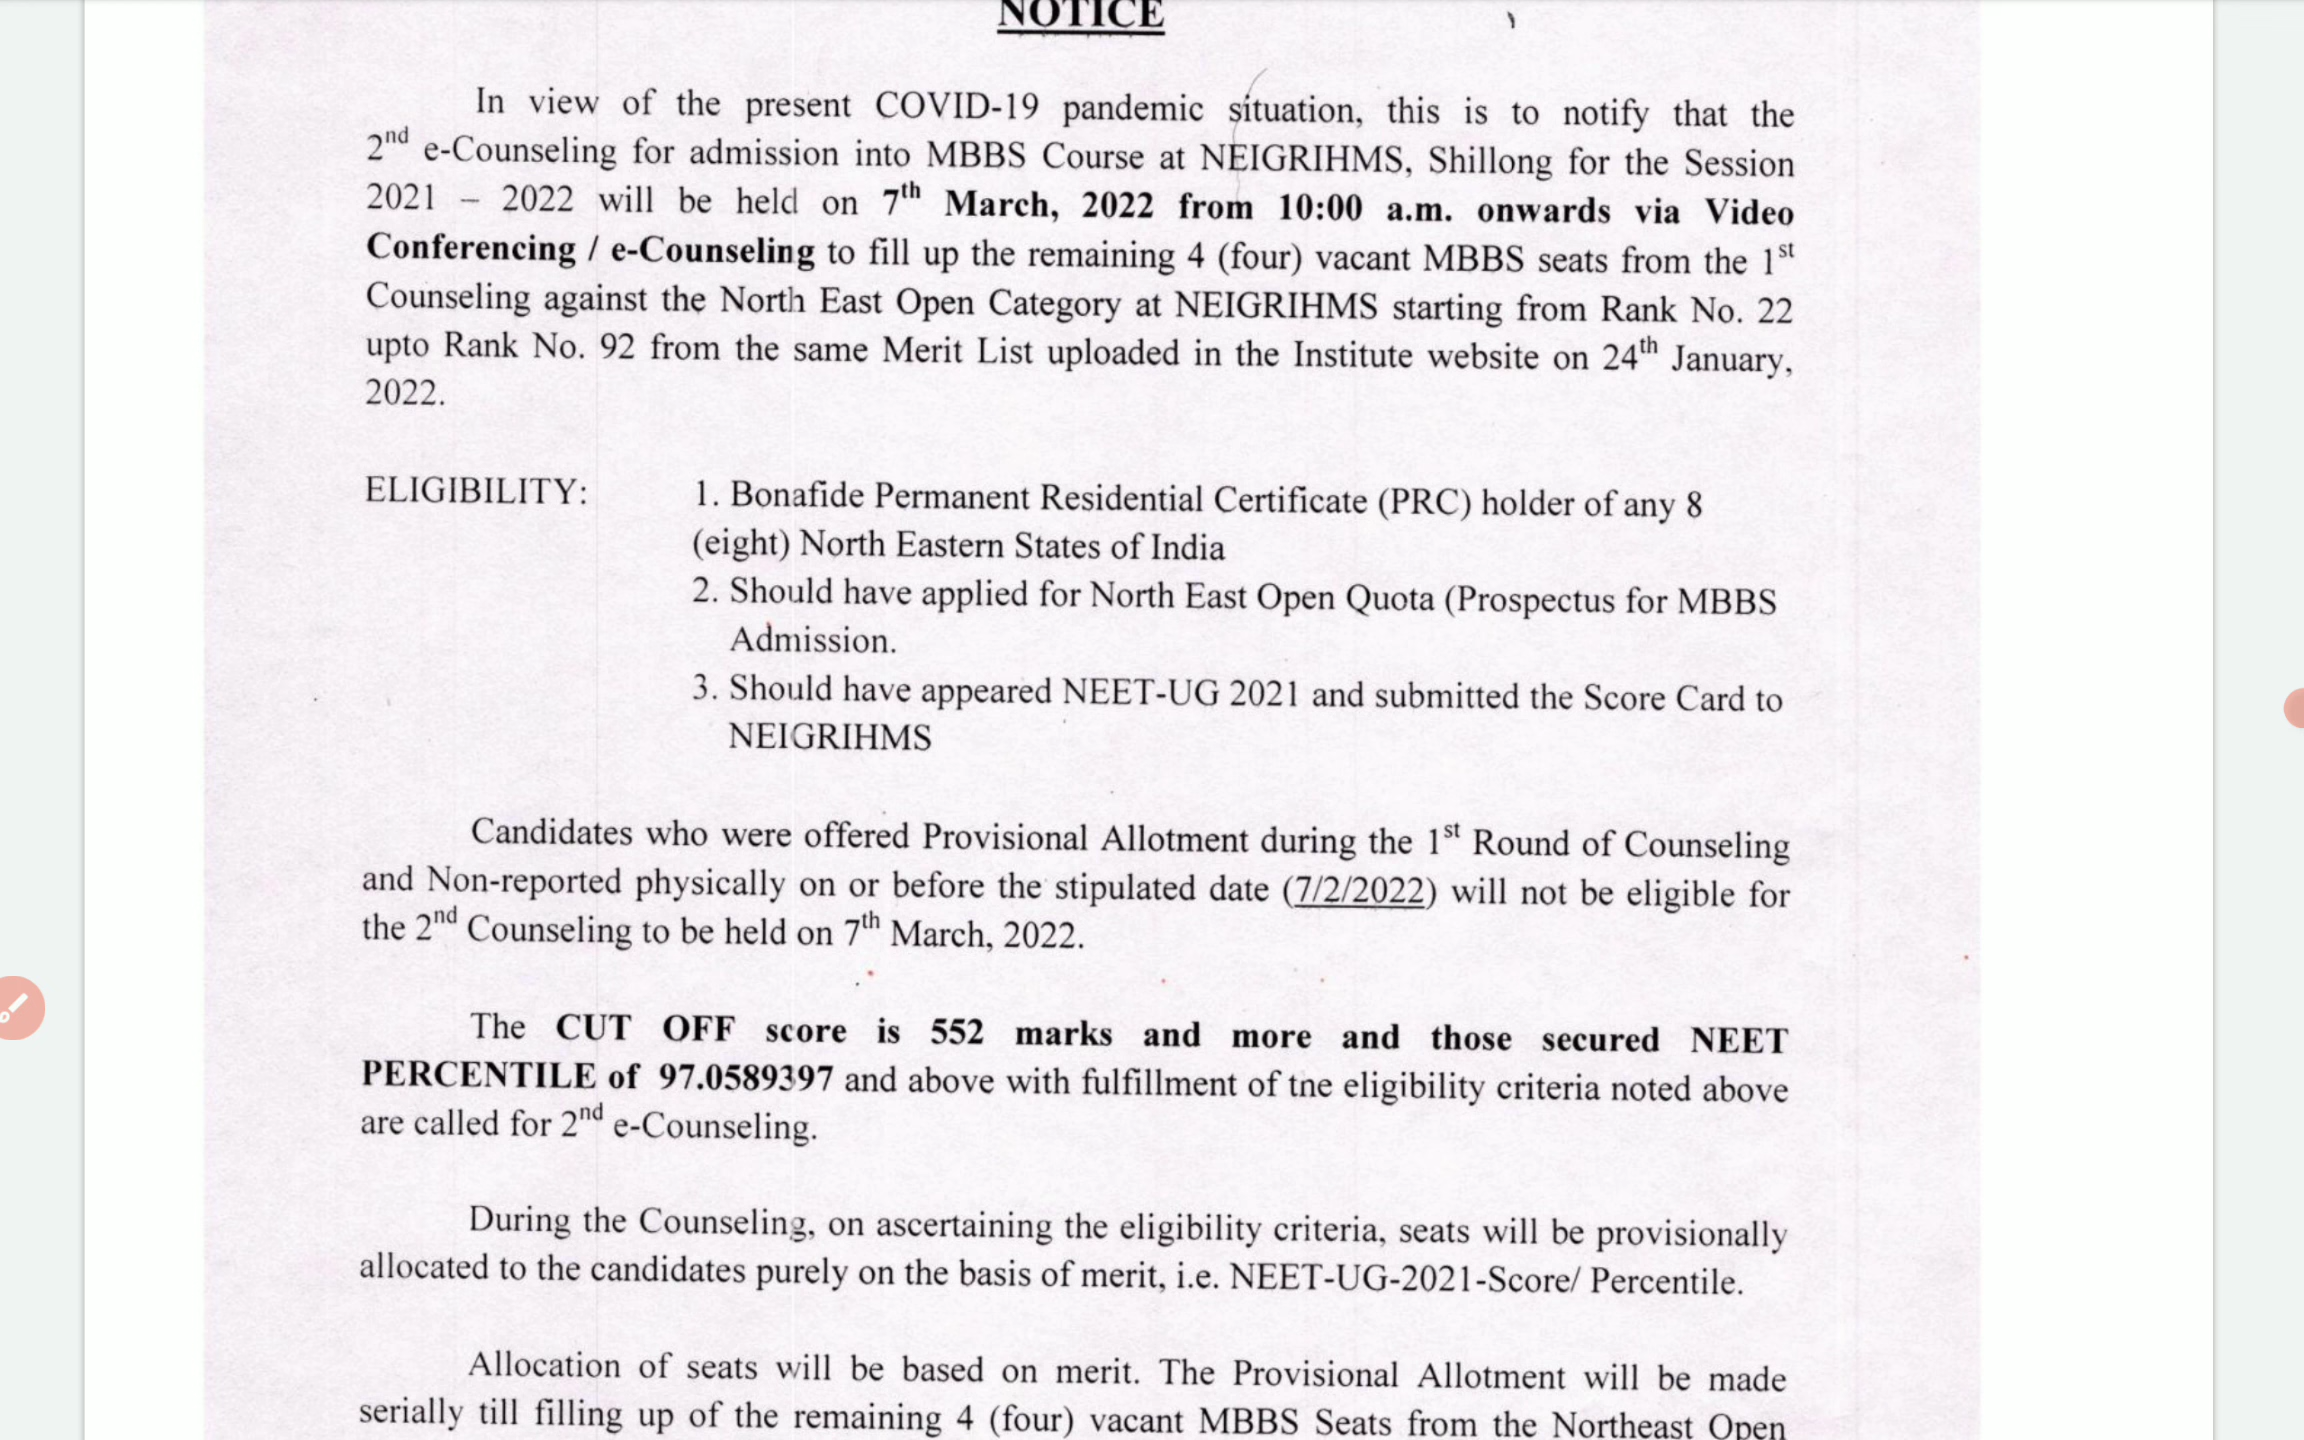 NOTICE
In view of the present COVID-19 pandemic situation, this is to notify that the
2nd e-Counseling for admission into MBBS Course at NEIGRIHMS, Shillong for the Session
2021 – 2022 will be held on 7th March, 2022 from 10:00 a.m. onwards via Video
Conferencing / e-Counseling to fill up the remaining 4 (four) vacant MBBS seats from the 1st
Counseling against the North East Open Category at NEIGRIHMS starting from Rank No. 22
upto Rank No. 92 from the same Merit List uploaded in the Institute website on 24th January,
2022.
ELIGIBILITY: 1. Bonafide Permanent Residential Certificate (PRC) holder of any 8
(eight) North Eastern States of India
2. Should have applied for North East Open Quota (Prospectus for MBBS
Admission.
3. Should have appeared NEET-UG 2021 and submitted the Score Card to
NEIGRIHMS
Candidates who were offered Provisional Allotment during the 1st Round of Counseling
and Non-reported physically on or before the stipulated date (7/2/2022) will not be eligible for
the 2nd Counseling to be held on 7th March, 2022.
The CUT OFF score is 552 marks and more and those secured NEET
PERCENTILE of 97.0589397 and above with fulfillment of tne eligibility criteria noted above
are called for 2nd e-Counseling.
During the Counseling, on ascertaining the eligibility criteria, seats will be provisionally
allocated to the candidates purely on the basis of merit, i.e. NEET-UG-2021-Score/ Percentile.
Allocation of seats will be based on merit. The Provisional Allotment will be made
serially till filling up of the remaining 4 (four) vacant MBBS Seats from the Northeast Open